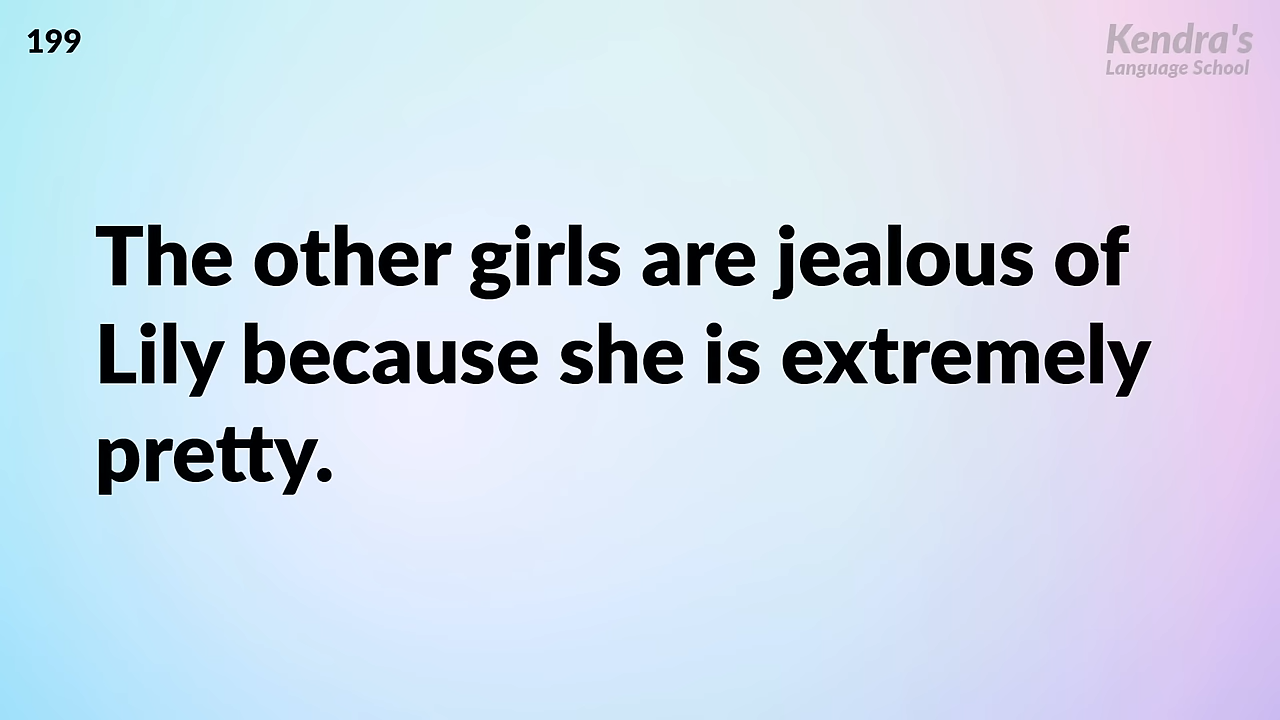 199
Kendra's
Language School
The other girls are jealous of
Lily because she is extremely
pretty.